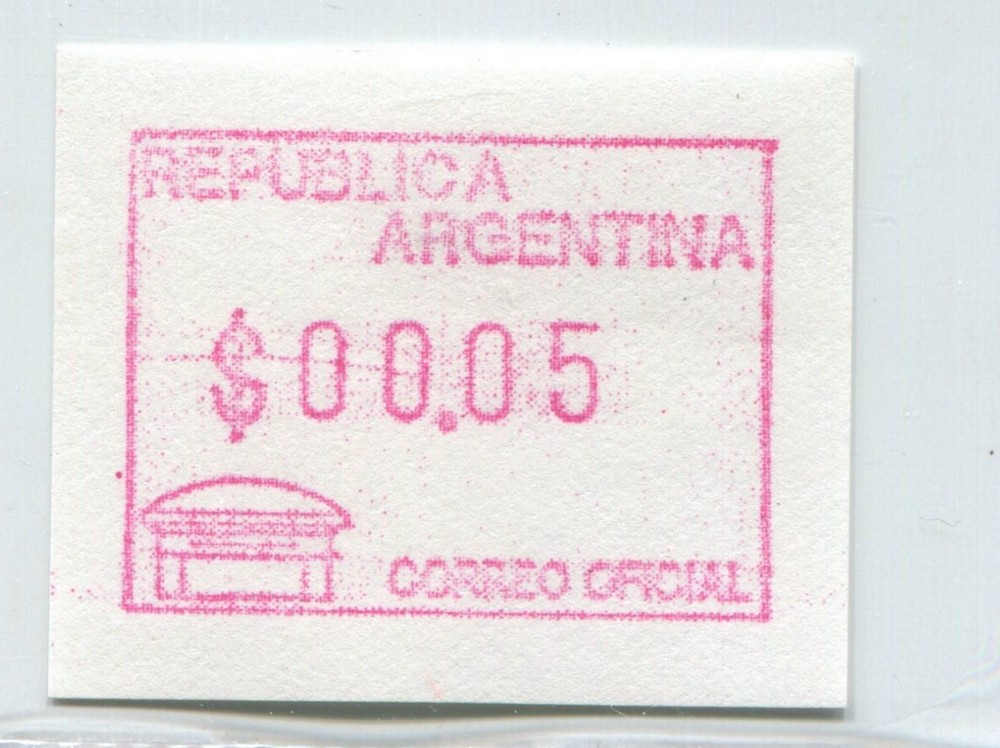 REPUBLICA
ARGENTINA
$00.05
CORREO OFICIAL